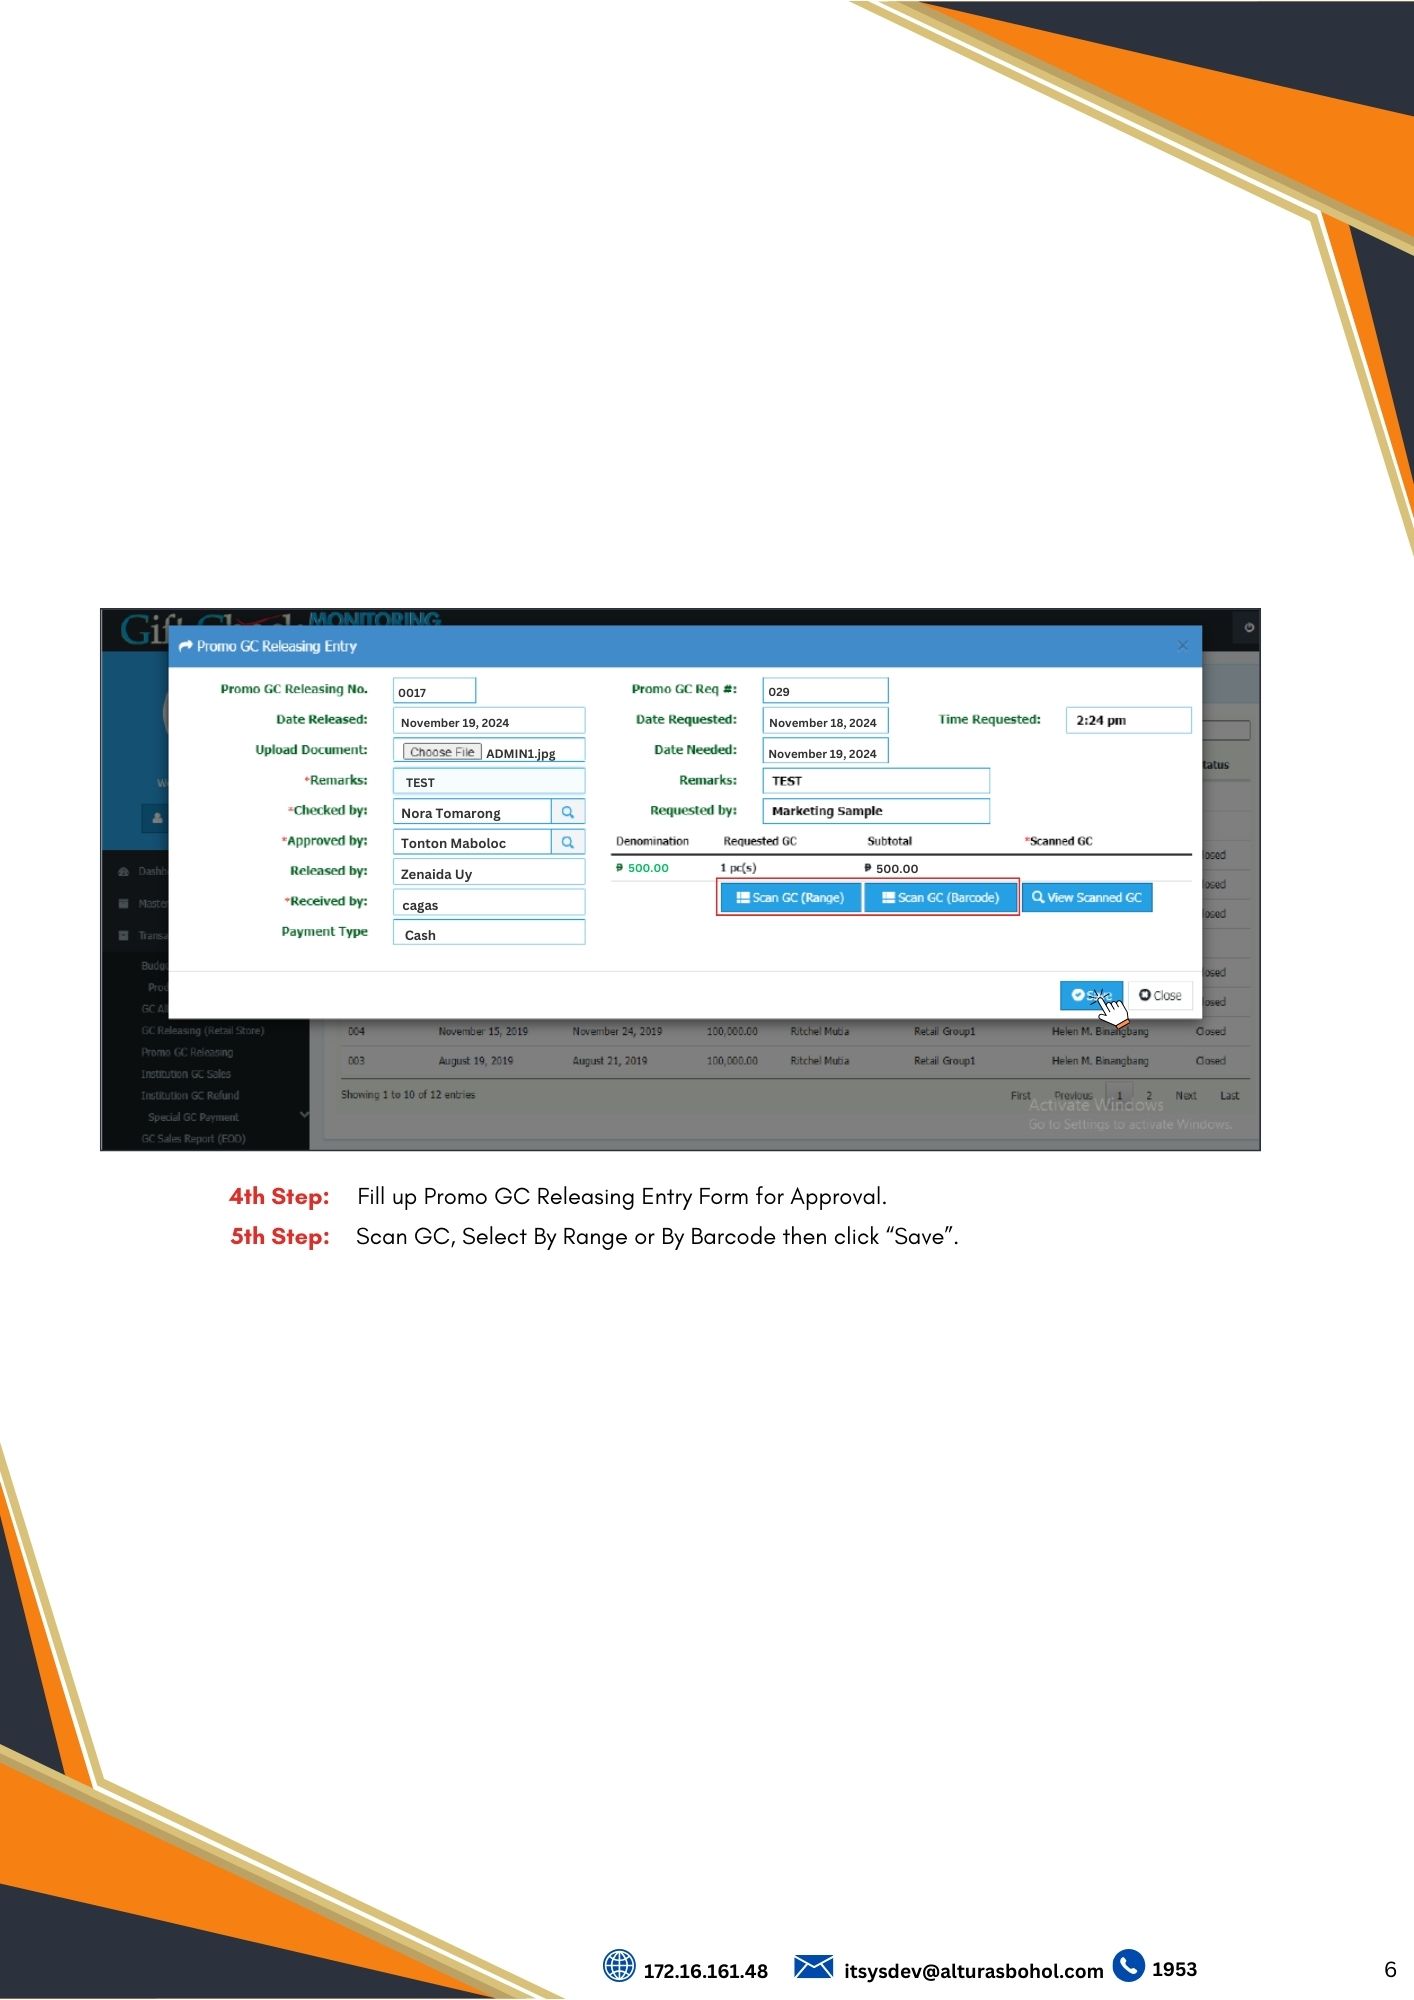 MONITORING
Promo GC Releasing Entry
Promo GC Releasing No. 0017 Promo GC Req #: 029
Date Released: November 19, 2024 Date Requested: November 18, 2024 Time Requested: 2:24 pm
Upload Document: Choose File ADMIN1.jpg Date Needed: November 19, 2024
*Remarks: TEST Remarks: TEST
*Checked by: Nora Tomarong Requested by: Marketing Sample
*Approved by: Tonton Maboloc Denomination Requested GC Subtotal *Scanned GC
Released by: Zenaida Uy ₱ 500.00 1 pc(s) ₱ 500.00
*Received by: cagas Scan GC (Range) Scan GC (Barcode) View Scanned GC
Payment Type Cash
Close
GC Releasing (Retail Store) 004 November 15, 2019 November 24, 2019 100,000.00 Ritchel Mutia Retail Group1 Helen M. Binangbang Closed
Promo GC Releasing 003 August 19, 2019 August 21, 2019 100,000.00 Ritchel Mutia Retail Group1 Helen M. Binangbang Closed
Institution GC Sales
Institution GC Refund Showing 1 to 10 of 12 entries First Previous 1 2 Next Last
Activate Windows
Special GC Payment Go to Settings to activate Windows.
GC Sales Report (EOD)
4th Step: Fill up Promo GC Releasing Entry Form for Approval.
5th Step: Scan GC, Select By Range or By Barcode then click “Save”.
172.16.161.48 itsysdev@alturasbohol.com 1953 6